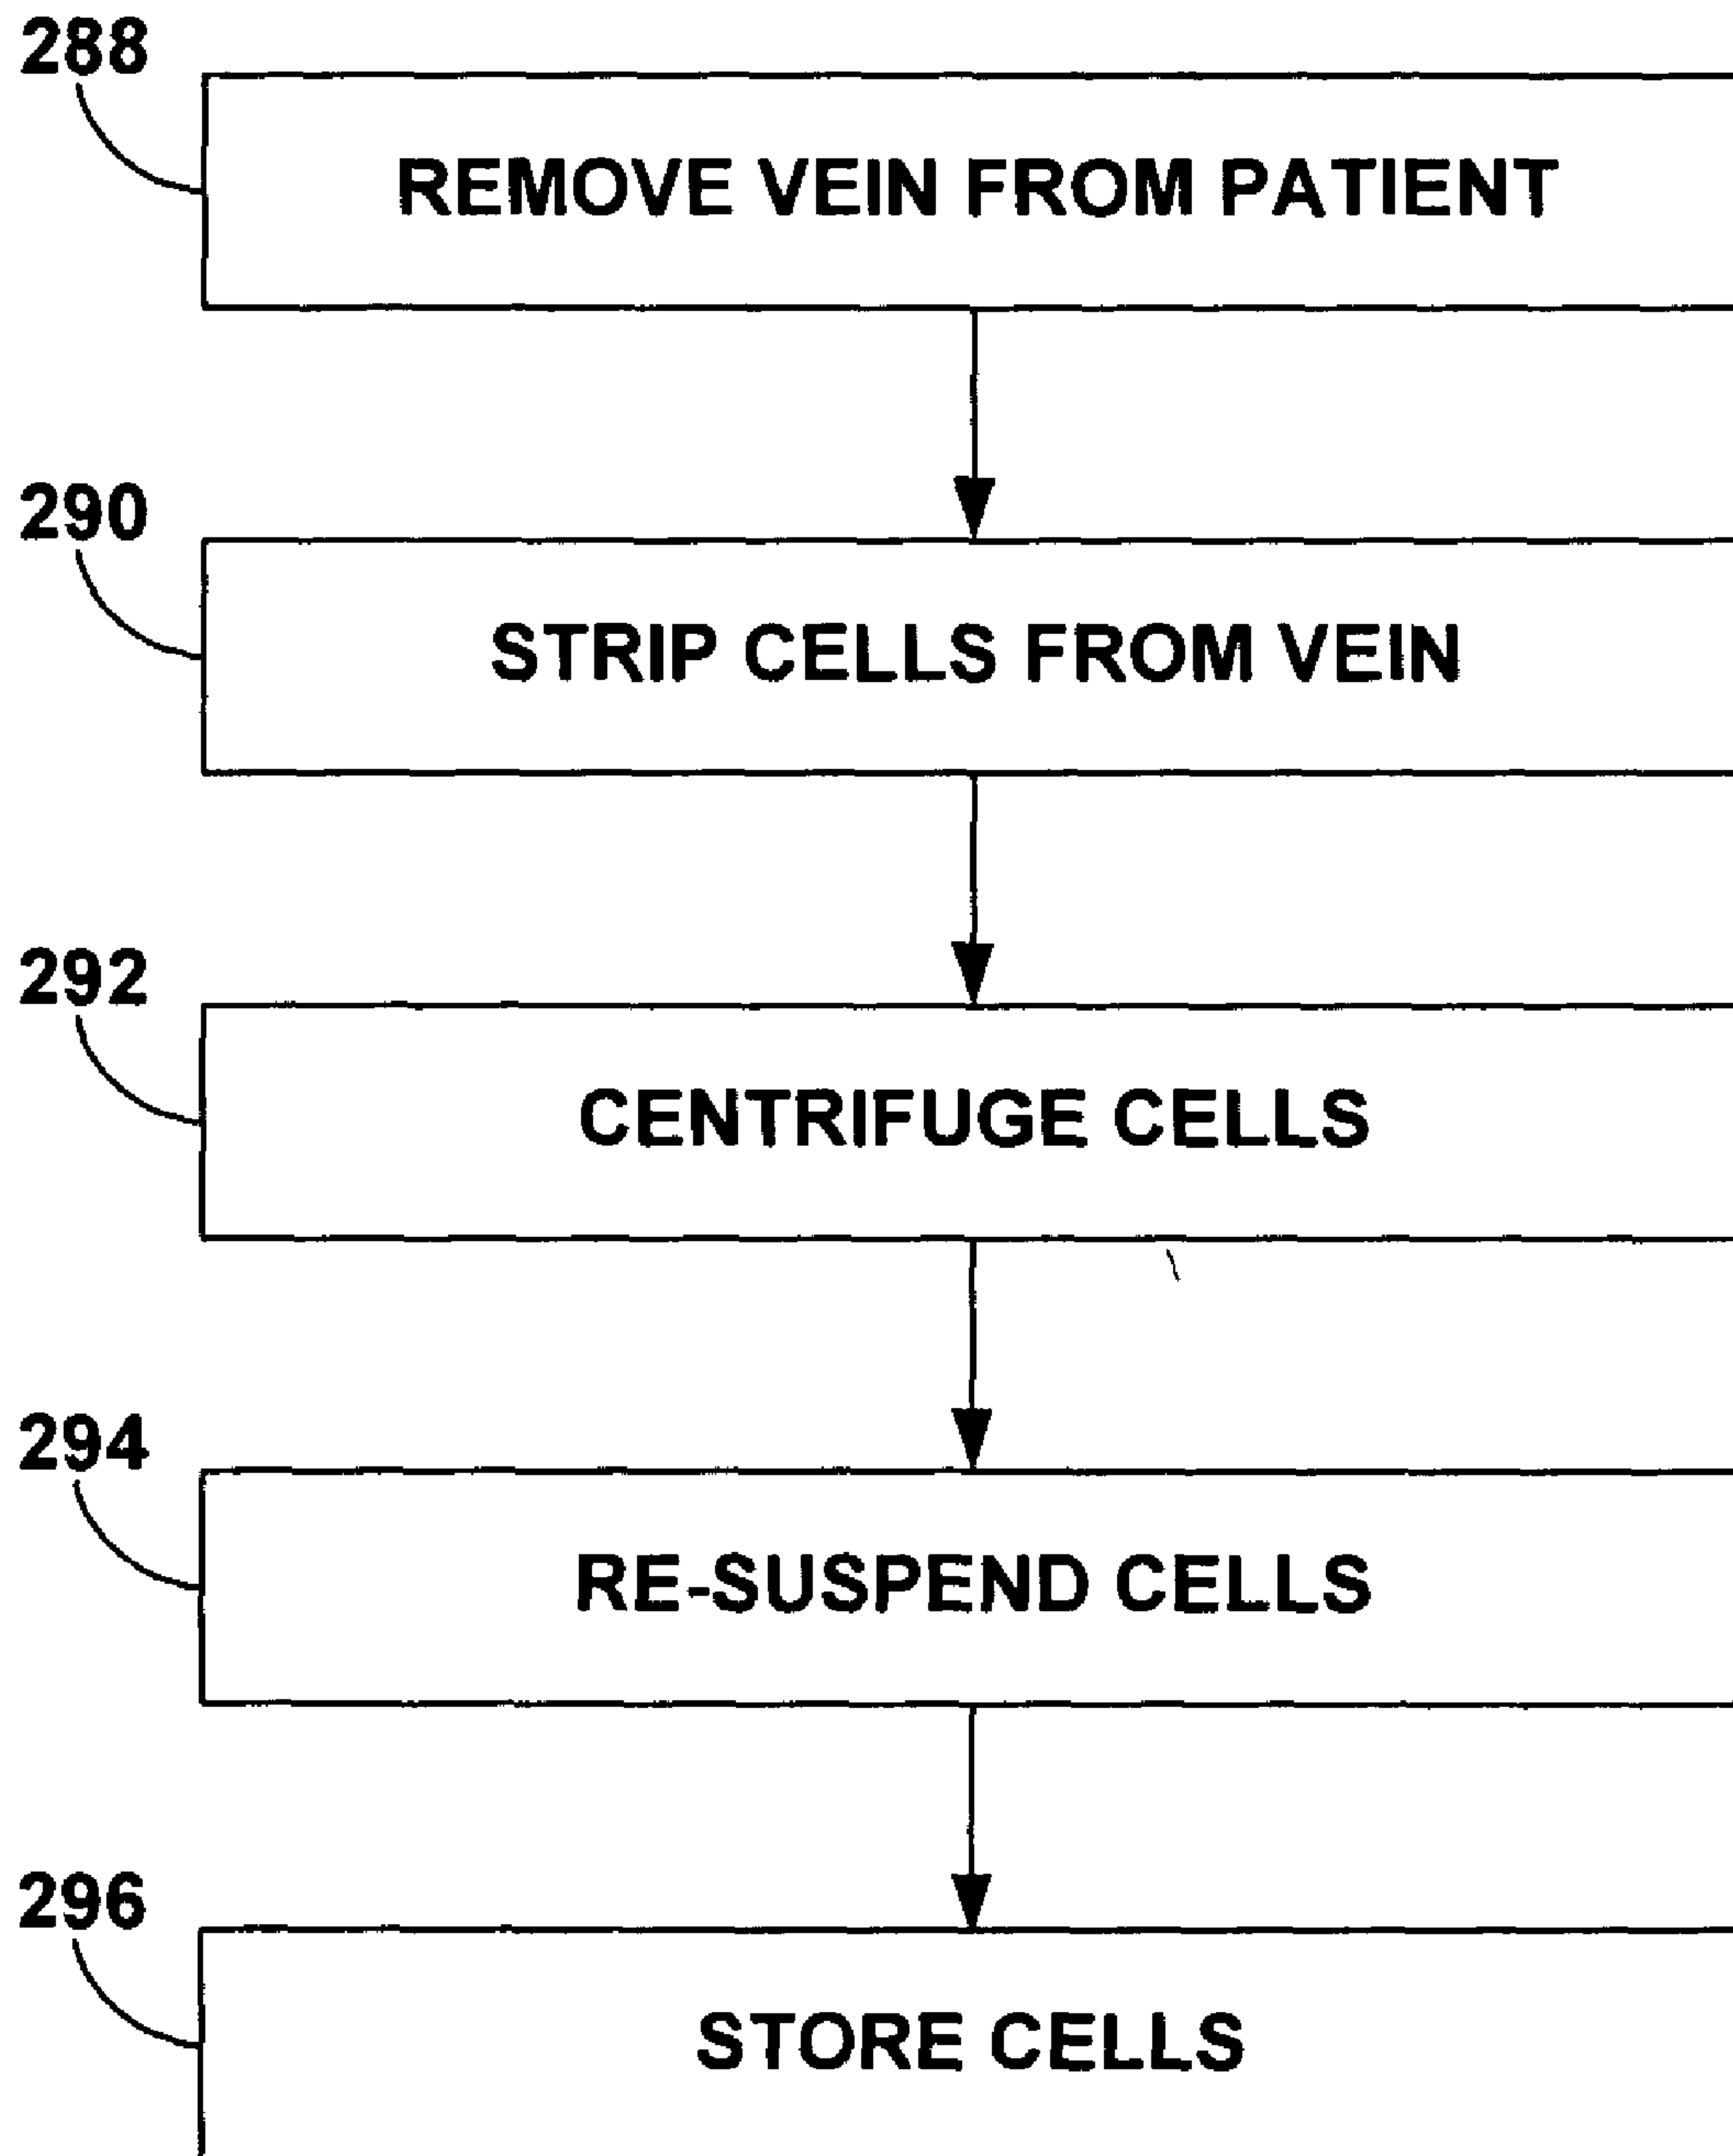 288
REMOVE VEIN FROM PATIENT
290
STRIP CELLS FROM VEIN
292
CENTRIFUGE CELLS
294
RE-SUSPEND CELLS
296
STORE CELLS